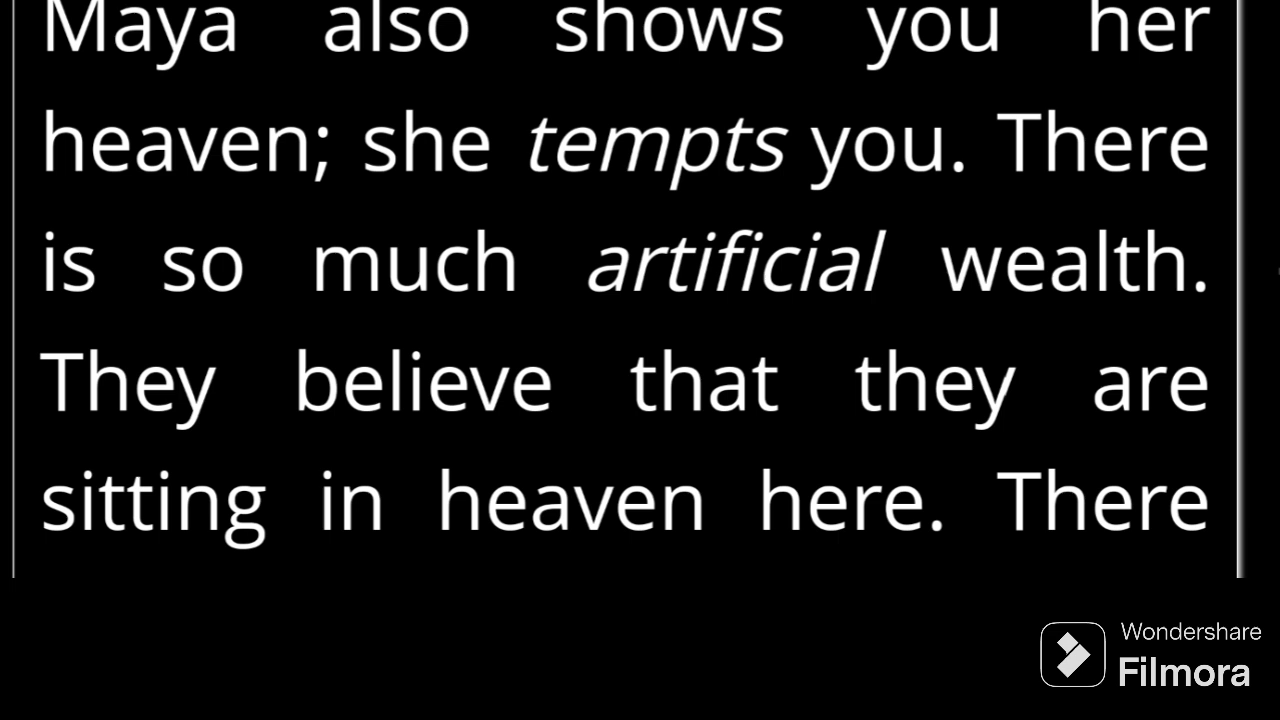 Maya also shows you her
heaven; she tempts you. There
is so much artificial wealth.
They believe that they are
sitting in heaven here. There
Wondershare
Filmora